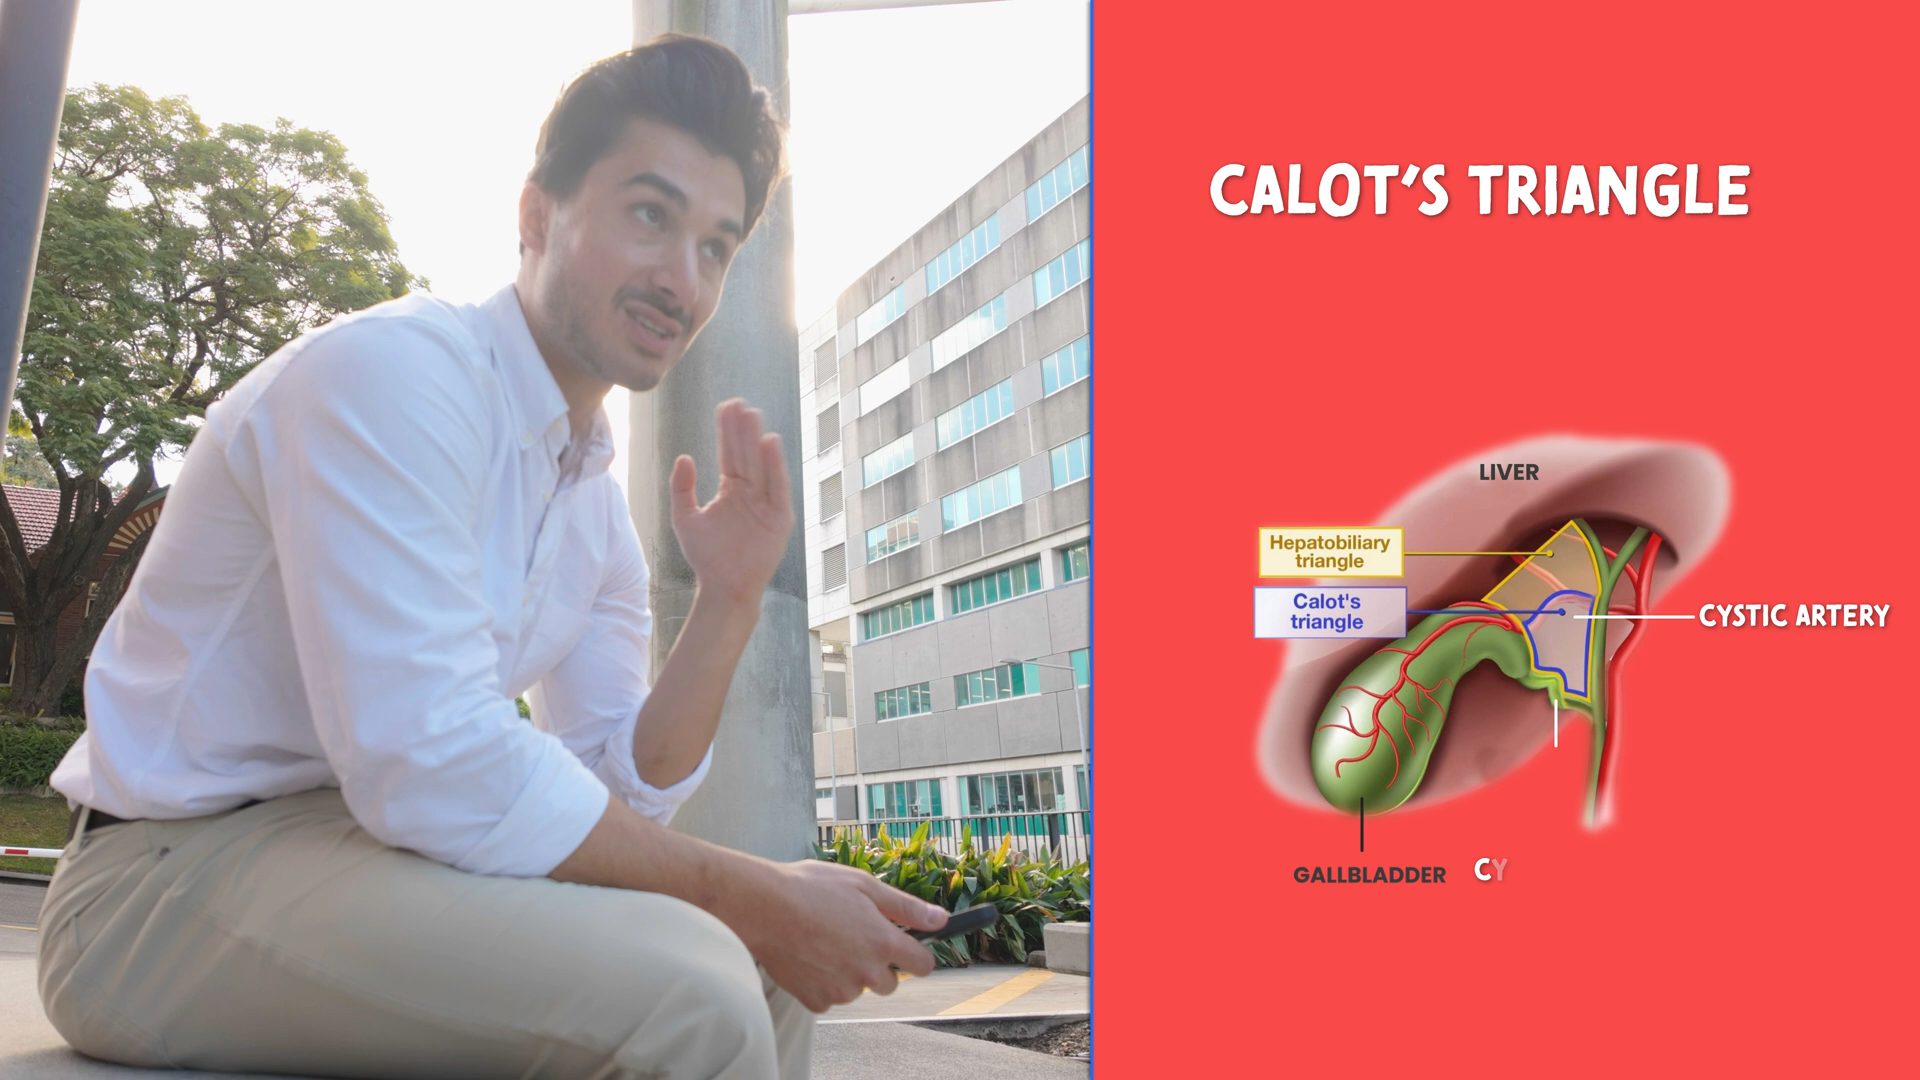 CALOT'S TRIANGLE
LIVER
Hepatobiliary
triangle
Calot's
triangle
CYSTIC ARTERY
GALLBLADDER
CY